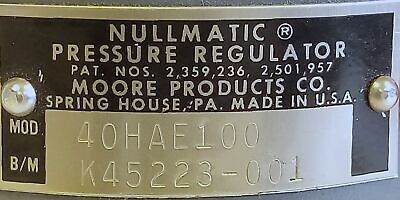 NULLMATIC ®
PRESSURE REGULATOR
PAT. NOS. 2,359,236, 2,501,957
MOORE PRODUCTS CO.
SPRING HOUSE, PA. MADE IN U.S.A.
MOD 40HAE100
B/M K45223-001